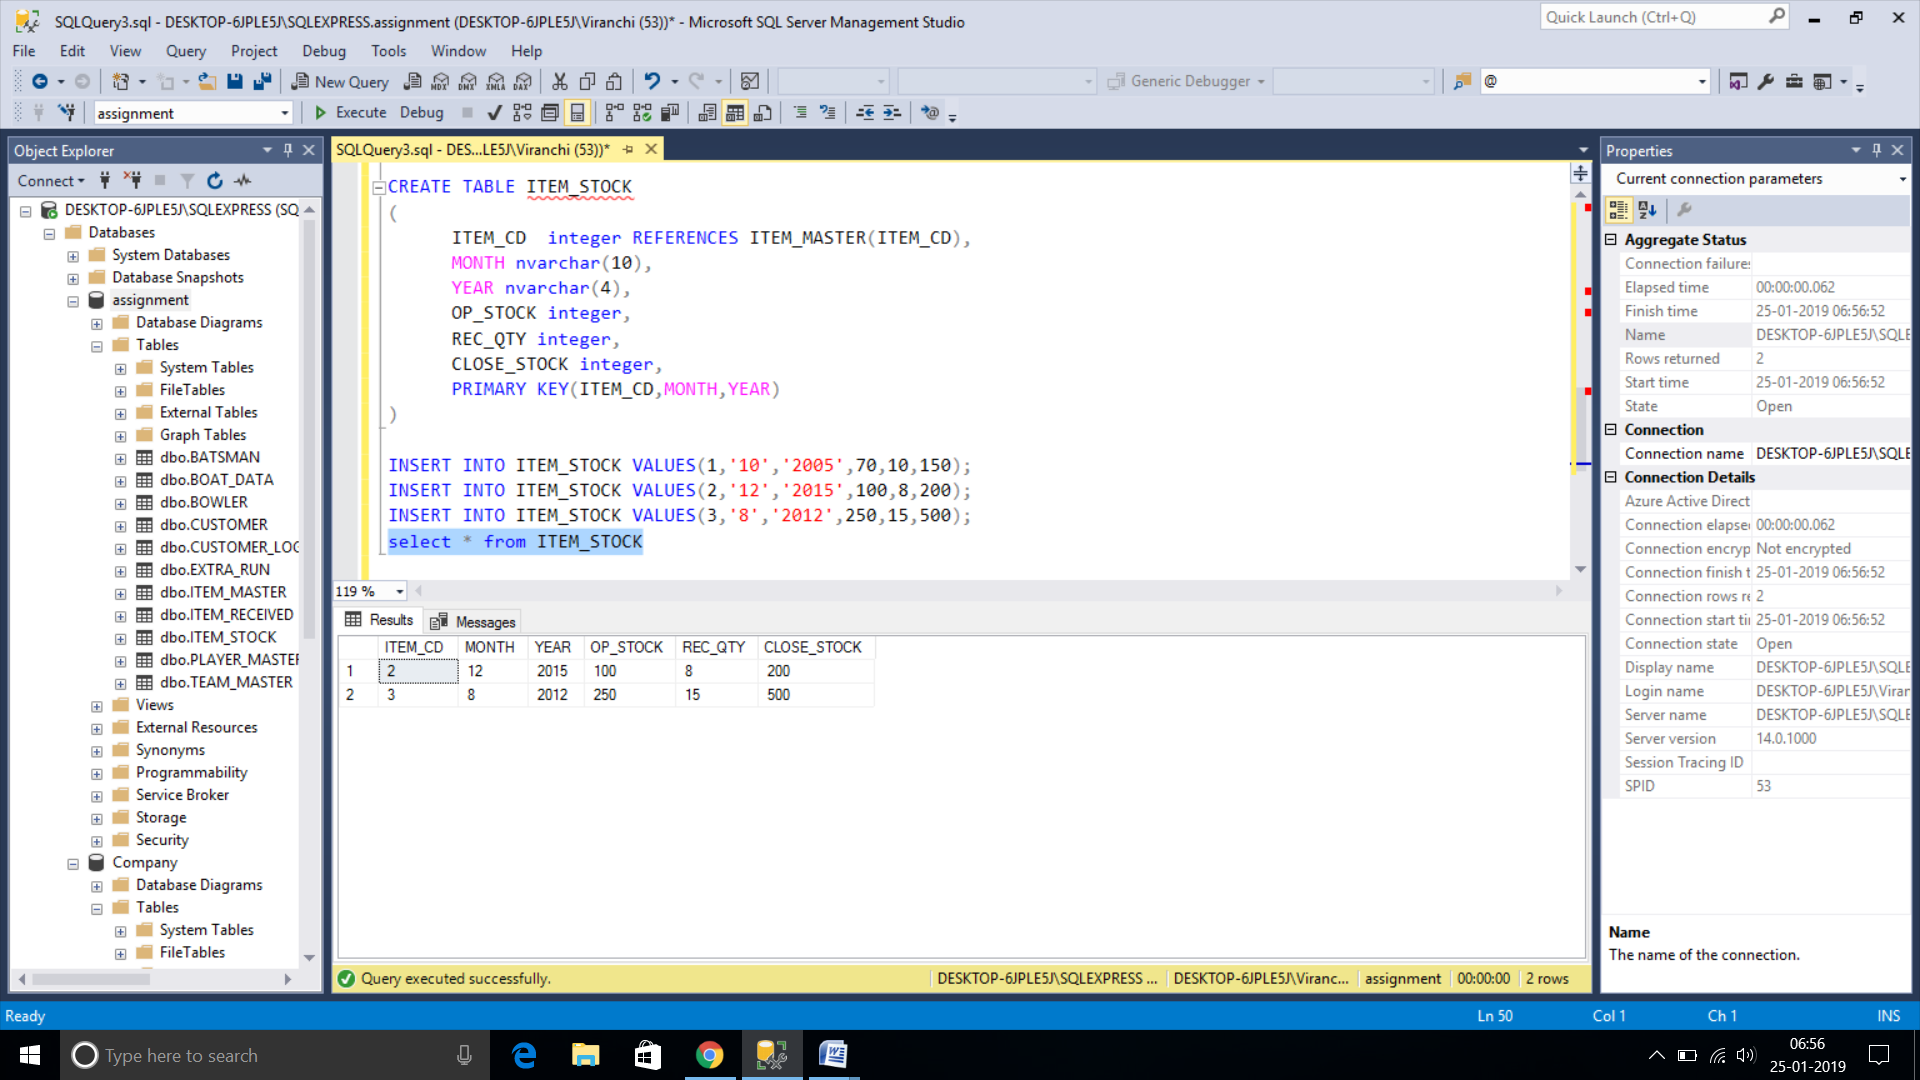 SQLQuery3.sql - DESKTOP-6JPLE5J\SQLEXPRESS.assignment (DESKTOP-6JPLE5J\Viranchi (53))* - Microsoft SQL Server Management Studio
Quick Launch (Ctrl+Q)
File Edit View Query Project Debug Tools Window Help
New Query
MDX DMX XMLA DAX
Generic Debugger
@
assignment
Execute Debug
Object Explorer
Connect
DESKTOP-6JPLE5J\SQLEXPRESS (SQ
Databases
System Databases
Database Snapshots
assignment
Database Diagrams
Tables
System Tables
FileTables
External Tables
Graph Tables
dbo.BATSMAN
dbo.BOAT_DATA
dbo.BOWLER
dbo.CUSTOMER
dbo.CUSTOMER_LOC
dbo.EXTRA_RUN
dbo.ITEM_MASTER
dbo.ITEM_RECEIVED
dbo.ITEM_STOCK
dbo.PLAYER_MASTER
dbo.TEAM_MASTER
Views
External Resources
Synonyms
Programmability
Service Broker
Storage
Security
Company
Database Diagrams
Tables
System Tables
FileTables
SQLQuery3.sql - DES...LE5J\Viranchi (53))*
CREATE TABLE ITEM_STOCK
(
ITEM_CD  integer REFERENCES ITEM_MASTER(ITEM_CD),
MONTH nvarchar(10),
YEAR nvarchar(4),
OP_STOCK integer,
REC_QTY integer,
CLOSE_STOCK integer,
PRIMARY KEY(ITEM_CD,MONTH,YEAR)
)
INSERT INTO ITEM_STOCK VALUES(1,'10','2005',70,10,150);
INSERT INTO ITEM_STOCK VALUES(2,'12','2015',100,8,200);
INSERT INTO ITEM_STOCK VALUES(3,'8','2012',250,15,500);
select * from ITEM_STOCK
119 %
Results Messages
ITEM_CD MONTH YEAR OP_STOCK REC_QTY CLOSE_STOCK
1 2 12 2015 100 8 200
2 3 8 2012 250 15 500
Query executed successfully. DESKTOP-6JPLE5J\SQLEXPRESS ... DESKTOP-6JPLE5J\Viranc... assignment 00:00:00 2 rows
Properties
Current connection parameters
Aggregate Status
Connection failures
Elapsed time 00:00:00.062
Finish time 25-01-2019 06:56:52
Name DESKTOP-6JPLE5J\SQLE
Rows returned 2
Start time 25-01-2019 06:56:52
State Open
Connection
Connection name DESKTOP-6JPLE5J\SQLE
Connection Details
Azure Active Direct
Connection elapse 00:00:00.062
Connection encryp Not encrypted
Connection finish t 25-01-2019 06:56:52
Connection rows re 2
Connection start ti 25-01-2019 06:56:52
Connection state Open
Display name DESKTOP-6JPLE5J\SQLE
Login name DESKTOP-6JPLE5J\Viran
Server name DESKTOP-6JPLE5J\SQLE
Server version 14.0.1000
Session Tracing ID
SPID 53
Name
The name of the connection.
Ready Ln 50 Col 1 Ch 1 INS
Type here to search
06:56
25-01-2019